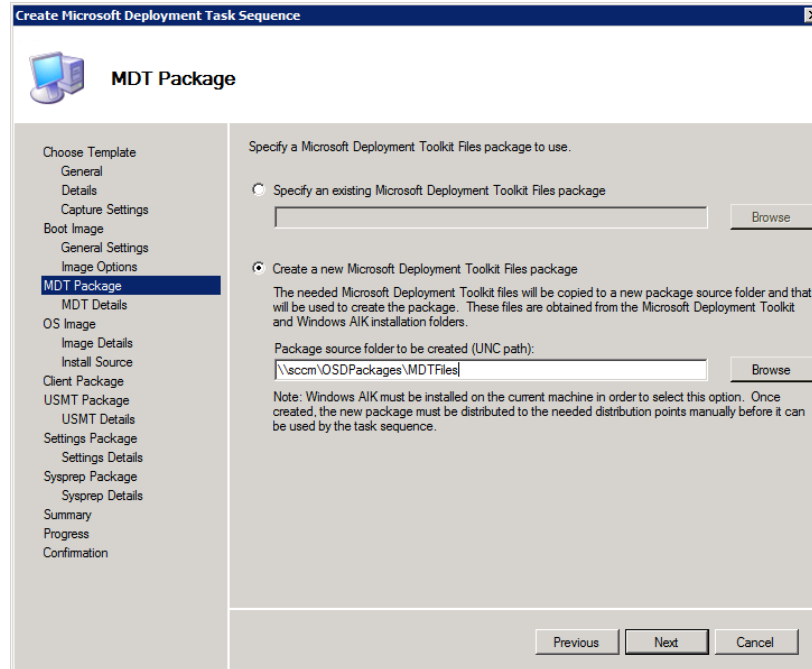 Create Microsoft Deployment Task Sequence
MDT Package
Choose Template
General
Details
Capture Settings
Boot Image
General Settings
Image Options
MDT Package
MDT Details
OS Image
Image Details
Install Source
Client Package
USMT Package
USMT Details
Settings Package
Settings Details
Sysprep Package
Sysprep Details
Summary
Progress
Confirmation
Specify a Microsoft Deployment Toolkit Files package to use.
Specify an existing Microsoft Deployment Toolkit Files package
Browse
Create a new Microsoft Deployment Toolkit Files package
The needed Microsoft Deployment Toolkit files will be copied to a new package source folder and that
will be used to create the package. These files are obtained from the Microsoft Deployment Toolkit
and Windows AIK installation folders.
Package source folder to be created (UNC path):
\\sccm\OSDPackages\MDTFiles
Browse
Note: Windows AIK must be installed on the current machine in order to select this option. Once
created, the new package must be distributed to the needed distribution points manually before it can
be used by the task sequence.
Previous
Next
Cancel